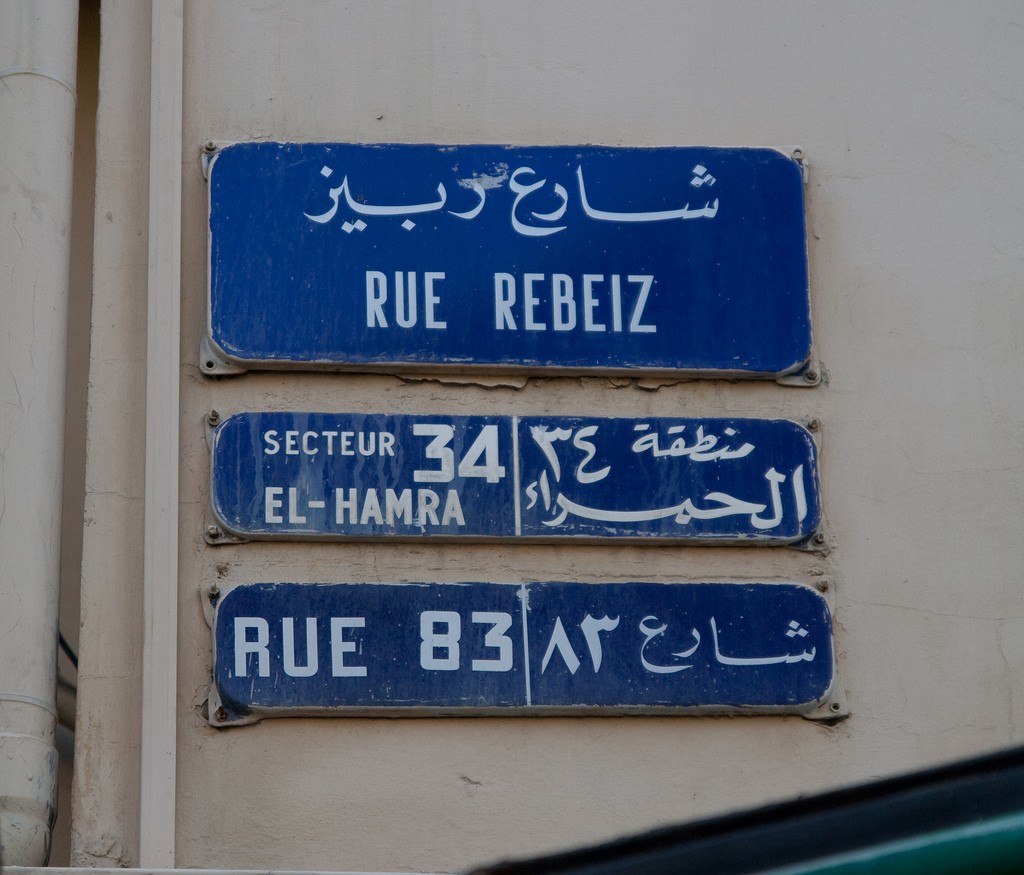 شارع ربيز
RUE REBEIZ
SECTEUR 34
EL-HAMRA
منطقة ٣٤
الحمراء
RUE 83
شارع ٨٣